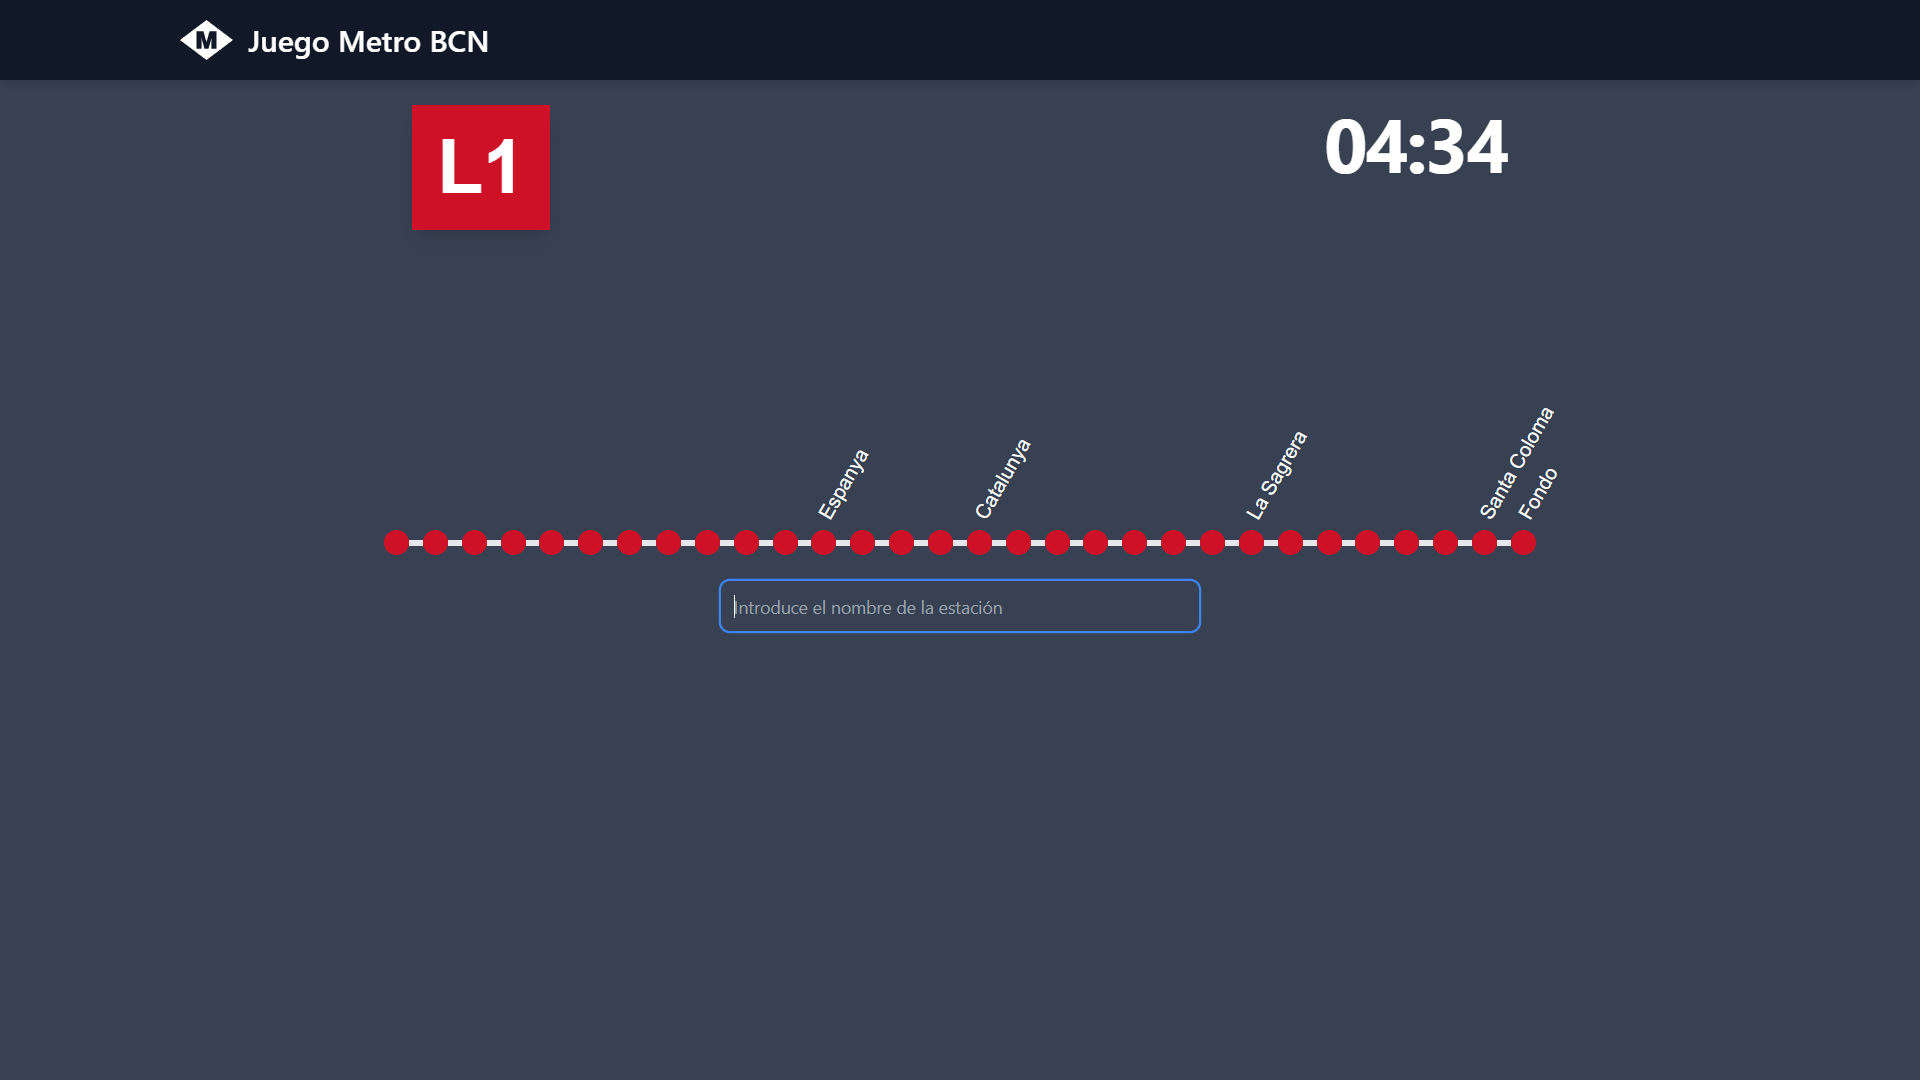 M Juego Metro BCN
L1
04:34
Espanya
Catalunya
La Sagrera
Santa Coloma
Fondo
Introduce el nombre de la estación